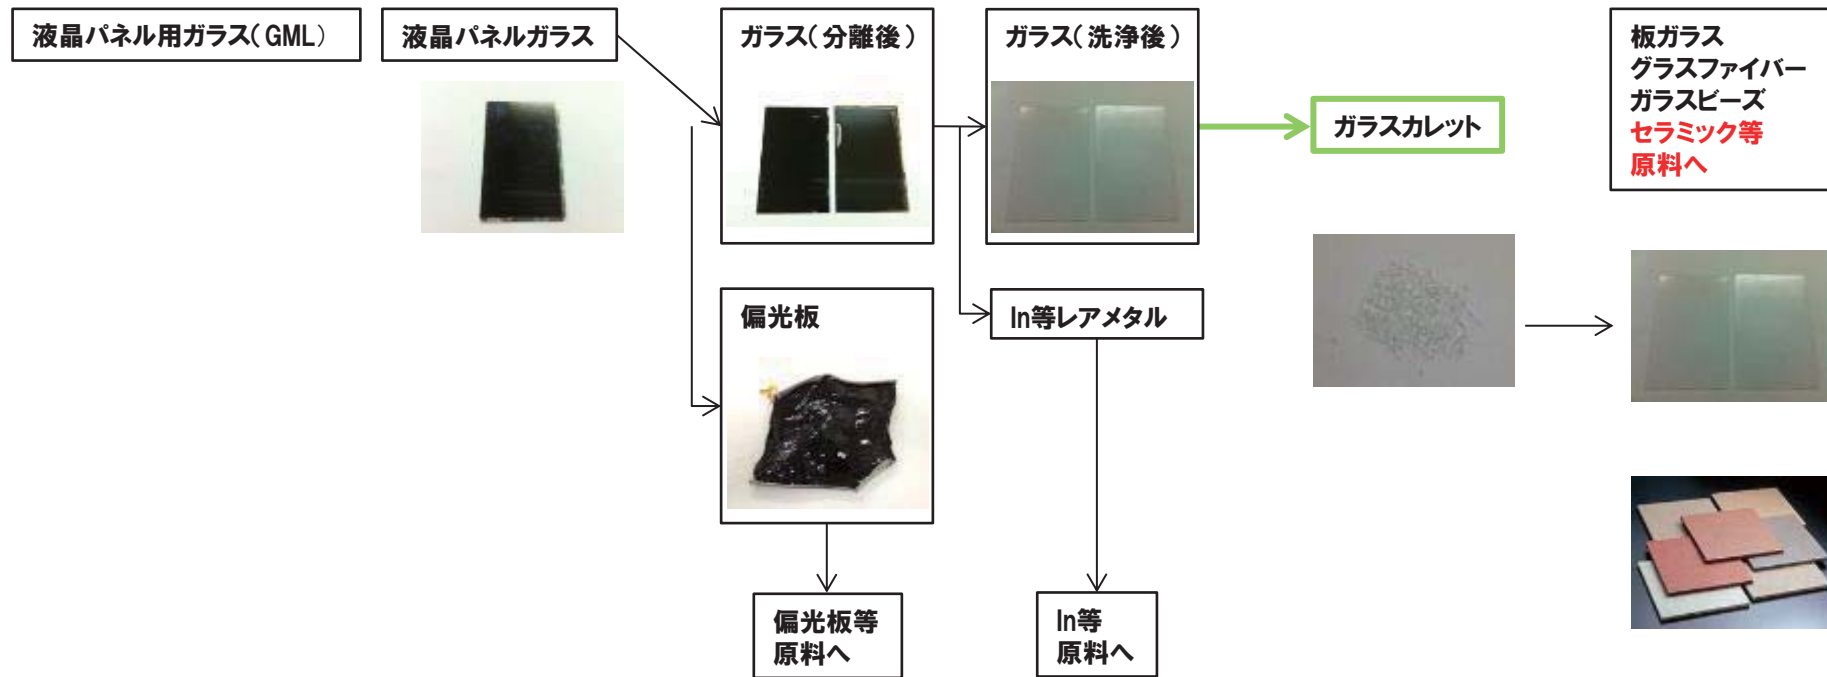 液晶パネル用ガラス（GML）
液晶パネルガラス
ガラス（分離後）
ガラス（洗浄後）
ガラスカレット
板ガラス
グラスファイバー
ガラスビーズ
セラミック等
原料へ
偏光板
In等レアメタル
偏光板等
原料へ
In等
原料へ